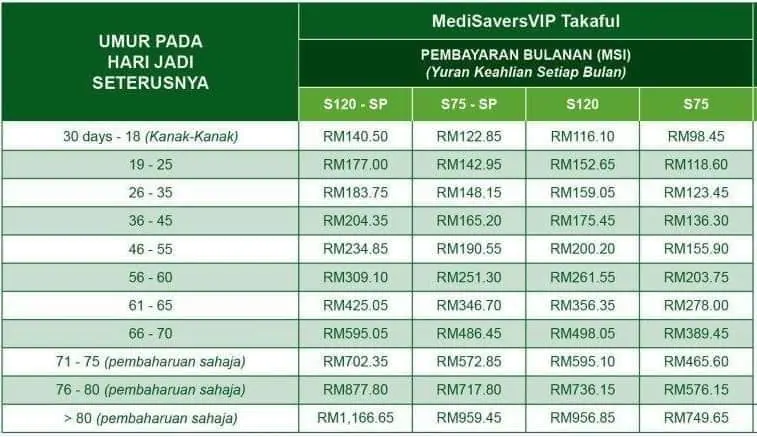 UMUR PADA
HARI JADI
SETERUSNYA
MediSaversVIP Takaful
PEMBAYARAN BULANAN (MSI)
(Yuran Keahlian Setiap Bulan)
S120 - SP S75 - SP S120 S75
30 days - 18 (Kanak-Kanak) RM140.50 RM122.85 RM116.10 RM98.45
19 - 25 RM177.00 RM142.95 RM152.65 RM118.60
26 - 35 RM183.75 RM148.15 RM159.05 RM123.45
36 - 45 RM204.35 RM165.20 RM175.45 RM136.30
46 - 55 RM234.85 RM190.55 RM200.20 RM155.90
56 - 60 RM309.10 RM251.30 RM261.55 RM203.75
61 - 65 RM425.05 RM346.70 RM356.35 RM278.00
66 - 70 RM595.05 RM486.45 RM498.05 RM389.45
71 - 75 (pembaharuan sahaja) RM702.35 RM572.85 RM595.10 RM465.60
76 - 80 (pembaharuan sahaja) RM877.80 RM717.80 RM736.15 RM576.15
> 80 (pembaharuan sahaja) RM1,166.65 RM959.45 RM956.85 RM749.65